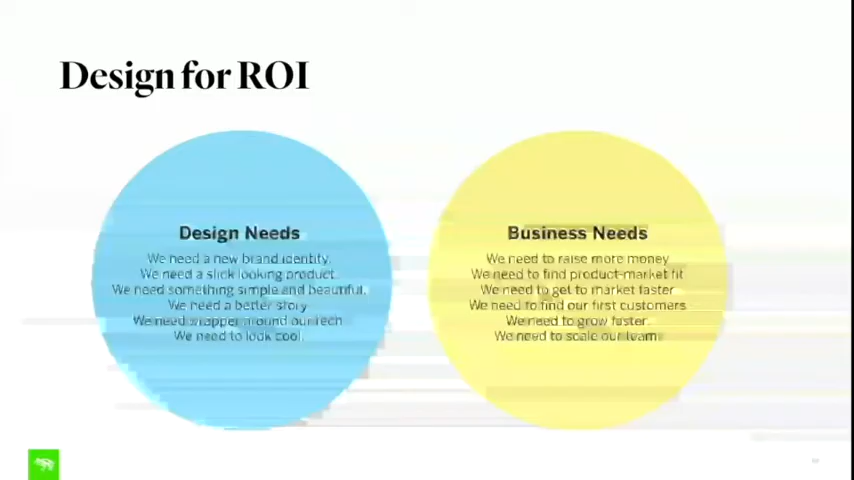 Design for ROI
Design Needs
We need a new brand identity.
We need a slick looking product.
We need something simple and beautiful.
We need a better story
We need wrapper around our tech
We need to look cool.
Business Needs
We need to raise more money
We need to find product-market fit
We need to get to market faster
We need to find our first customers
We need to grow faster.
We need to scale our team